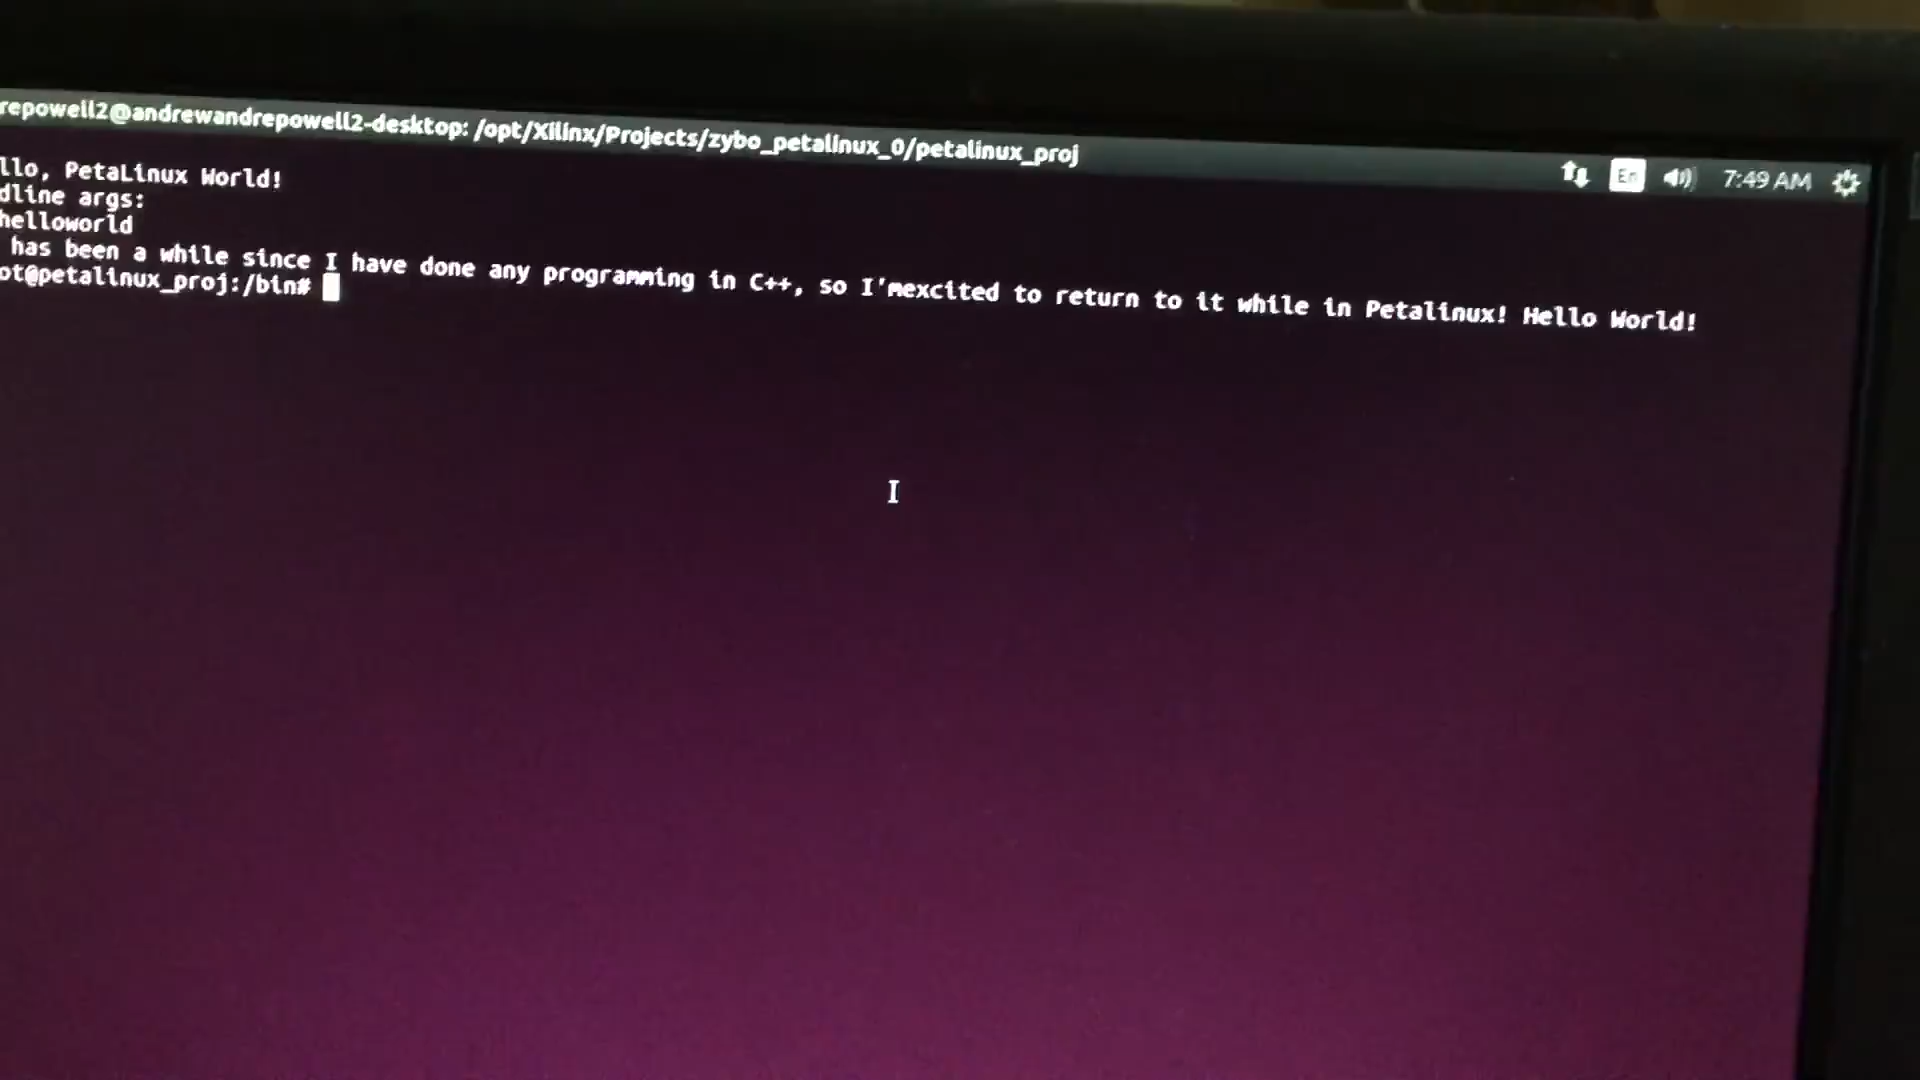 repowell2@andrewandrepowell2-desktop: /opt/Xilinx/Projects/zybo_petalinux_0/petalinux_proj
En 7:49 AM
llo, PetaLinux World!
dline args:
helloworld
has been a while since I have done any programming in C++, so I'mexcited to return to it while in Petalinux! Hello World!
ot@petalinux_proj:/bin#